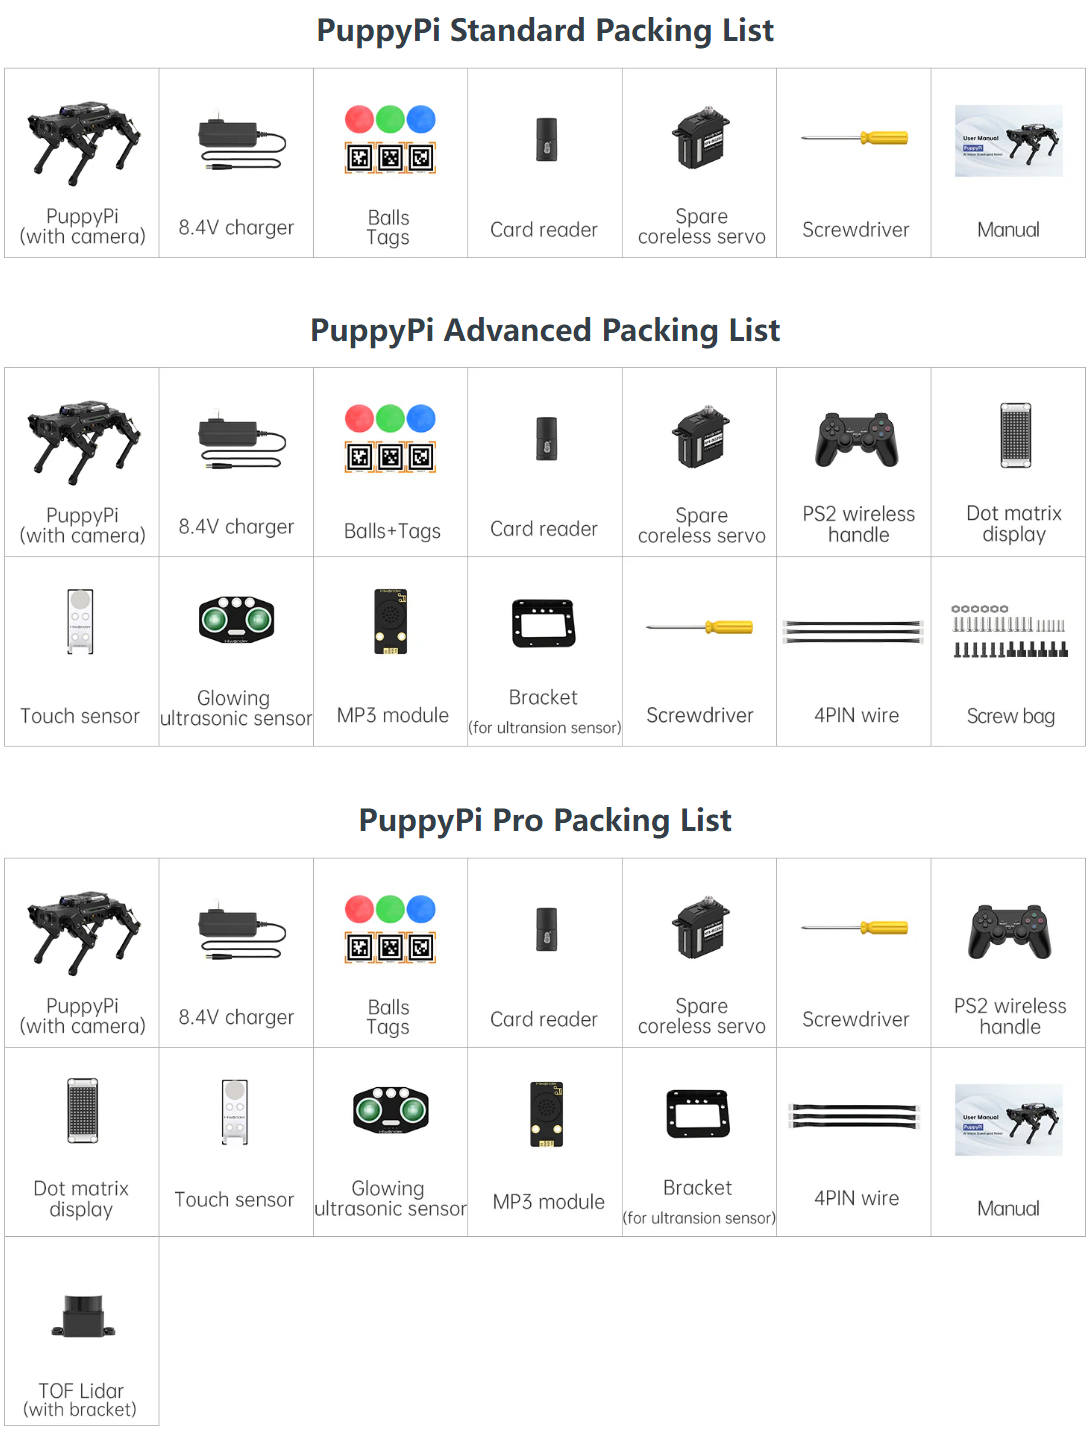 PuppyPi Standard Packing List
PuppyPi
(with camera)
8.4V charger
Balls
Tags
Card reader
Spare
coreless servo
Screwdriver
User Manual
PuppyPi
Manual
PuppyPi Advanced Packing List
PuppyPi
(with camera)
8.4V charger
Balls+Tags
Card reader
Spare
coreless servo
PS2 wireless
handle
Dot matrix
display
Touch sensor
Hiwonder
Glowing
ultrasonic sensor
Hiwonder
MP3 module
Bracket
(for ultransion sensor)
Screwdriver
4PIN wire
Screw bag
PuppyPi Pro Packing List
PuppyPi
(with camera)
8.4V charger
Balls
Tags
Card reader
Spare
coreless servo
Screwdriver
PS2 wireless
handle
Dot matrix
display
Hiwonder
Touch sensor
Hiwonder
Glowing
ultrasonic sensor
Hiwonder
MP3 module
Bracket
(for ultransion sensor)
4PIN wire
User Manual
PuppyPi
Manual
TOF Lidar
(with bracket)